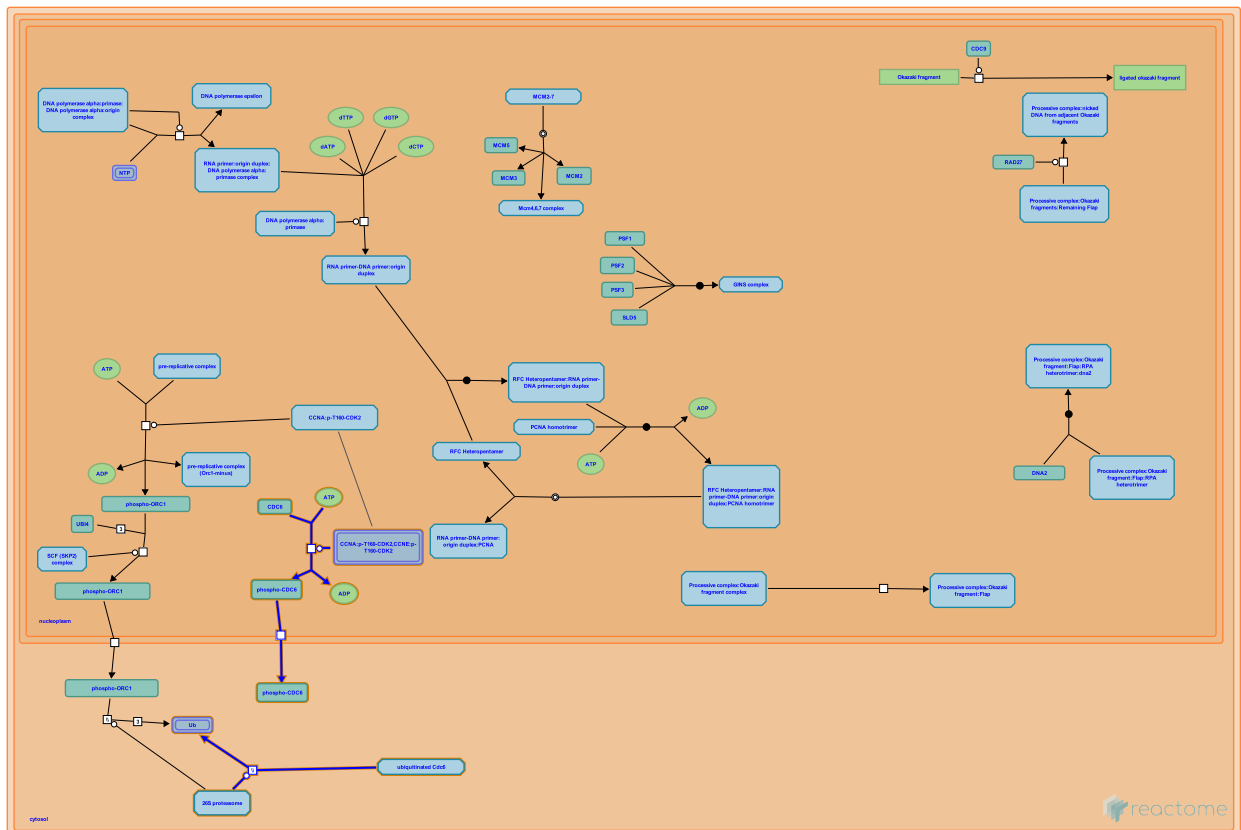 CDC9
Okazaki fragment
ligated okazaki fragment
DNA polymerase alpha:primase:
DNA polymerase alpha:origin
complex
DNA polymerase epsilon
NTP
RNA primer:origin duplex:
DNA polymerase alpha:
primase complex
dTTP
dGTP
dATP
dCTP
DNA polymerase alpha:
primase
RNA primer-DNA primer:origin
duplex
MCM2-7
MCM5
MCM3
MCM2
Mcm4,6,7 complex
Processive complex:nicked
DNA from adjacent Okazaki
fragments
RAD27
Processive complex:Okazaki
fragments:Remaining Flap
PSF1
PSF2
PSF3
SLD5
GINS complex
ATP
pre-replicative complex
CCNA:p-T160-CDK2
ADP
pre-replicative complex
(Orc1-minus)
phospho-ORC1
UBI4
3
SCF (SKP2)
complex
phospho-ORC1
nucleoplasm
RFC Heteropentamer:RNA primer-
DNA primer:origin duplex
PCNA homotrimer
ADP
ATP
RFC Heteropentamer
RFC Heteropentamer:RNA
primer-DNA primer:origin
duplex:PCNA homotrimer
RNA primer-DNA primer:
origin duplex:PCNA
CDC6
ATP
CCNA:p-T160-CDK2,CCNE:p-
T160-CDK2
phospho-CDC6
ADP
Processive complex:Okazaki
fragment:Flap:RPA
heterotrimer:dna2
DNA2
Processive complex:Okazaki
fragment:Flap:RPA
heterotrimer
Processive complex:Okazaki
fragment complex
Processive complex:Okazaki
fragment:Flap
phospho-ORC1
phospho-CDC6
3
Ub
ubiquitinated Cdc6
26S proteasome
cytosol
reactome